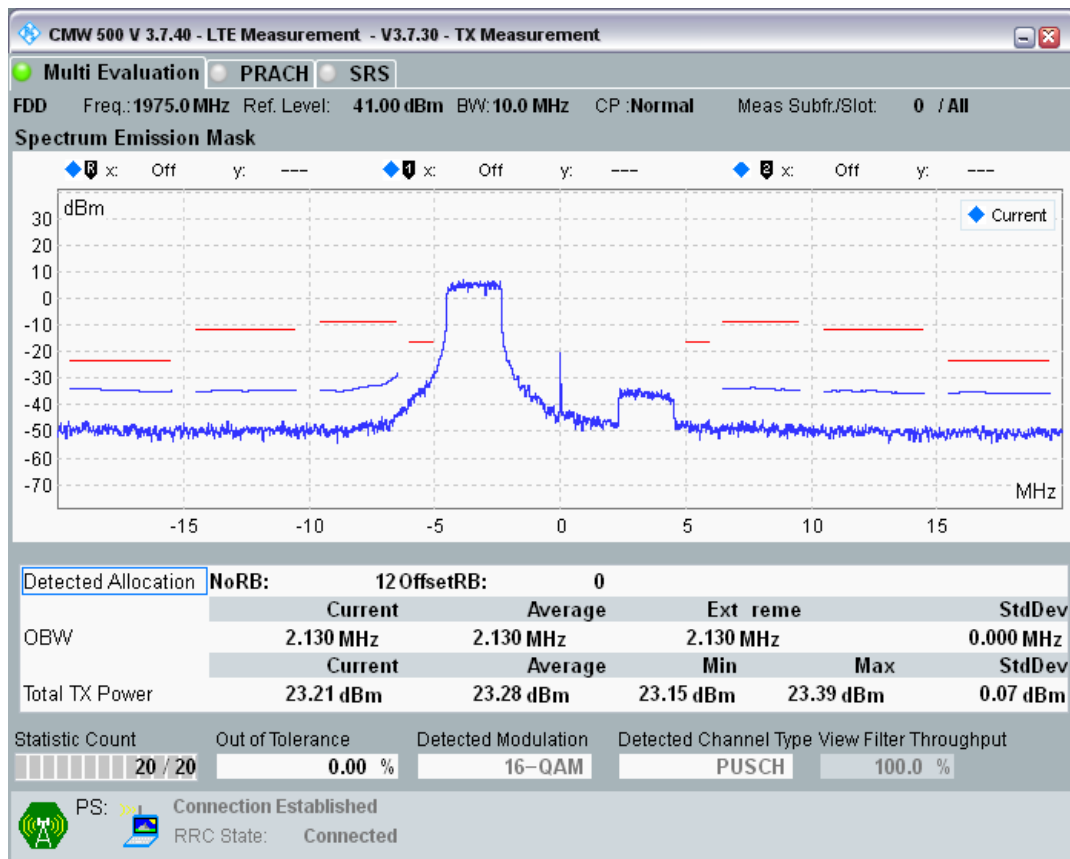 CMW 500 V 3.7.40 - LTE Measurement - V3.7.30 - TX Measurement
Multi Evaluation PRACH SRS
FDD Freq.:1975.0 MHz Ref. Level: 41.00 dBm BW:10.0 MHz CP :Normal Meas Subfr./Slot: 0 / All
Spectrum Emission Mask
R x: Off y: --- 1 x: Off y: --- 2 x: Off y: ---
dBm
Current
30
20
10
0
-10
-20
-30
-40
-50
-60
-70
MHz
-15 -10 -5 0 5 10 15
Detected Allocation NoRB: 12 OffsetRB: 0
Current Average Ext reme StdDev
OBW 2.130 MHz 2.130 MHz 2.130 MHz 0.000 MHz
Current Average Min Max StdDev
Total TX Power 23.21 dBm 23.28 dBm 23.15 dBm 23.39 dBm 0.07 dBm
Statistic Count Out of Tolerance Detected Modulation Detected Channel Type View Filter Throughput
20 / 20 0.00 % 16-QAM PUSCH 100.0 %
PS: Connection Established
RRC State: Connected